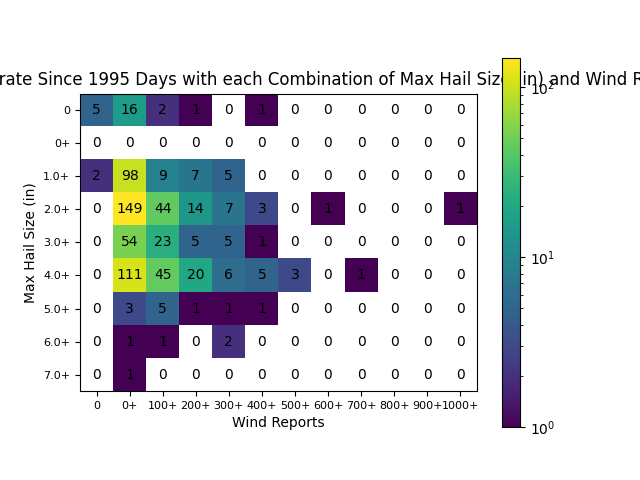 rate Since 1995 Days with each Combination of Max Hail Size (in) and Wind R
0 5 16 2 1 0 1 0 0 0 0 0 0
0+ 0 0 0 0 0 0 0 0 0 0 0 0
1.0+ 2 98 9 7 5 0 0 0 0 0 0 0
2.0+ 0 149 44 14 7 3 0 1 0 0 0 1
3.0+ 0 54 23 5 5 1 0 0 0 0 0 0
4.0+ 0 111 45 20 6 5 3 0 1 0 0 0
5.0+ 0 3 5 1 1 1 0 0 0 0 0 0
6.0+ 0 1 1 0 2 0 0 0 0 0 0 0
7.0+ 0 1 0 0 0 0 0 0 0 0 0 0
0 0+ 100+ 200+ 300+ 400+ 500+ 600+ 700+ 800+ 900+ 1000+
Wind Reports
Max Hail Size (in)
10²
10¹
10⁰